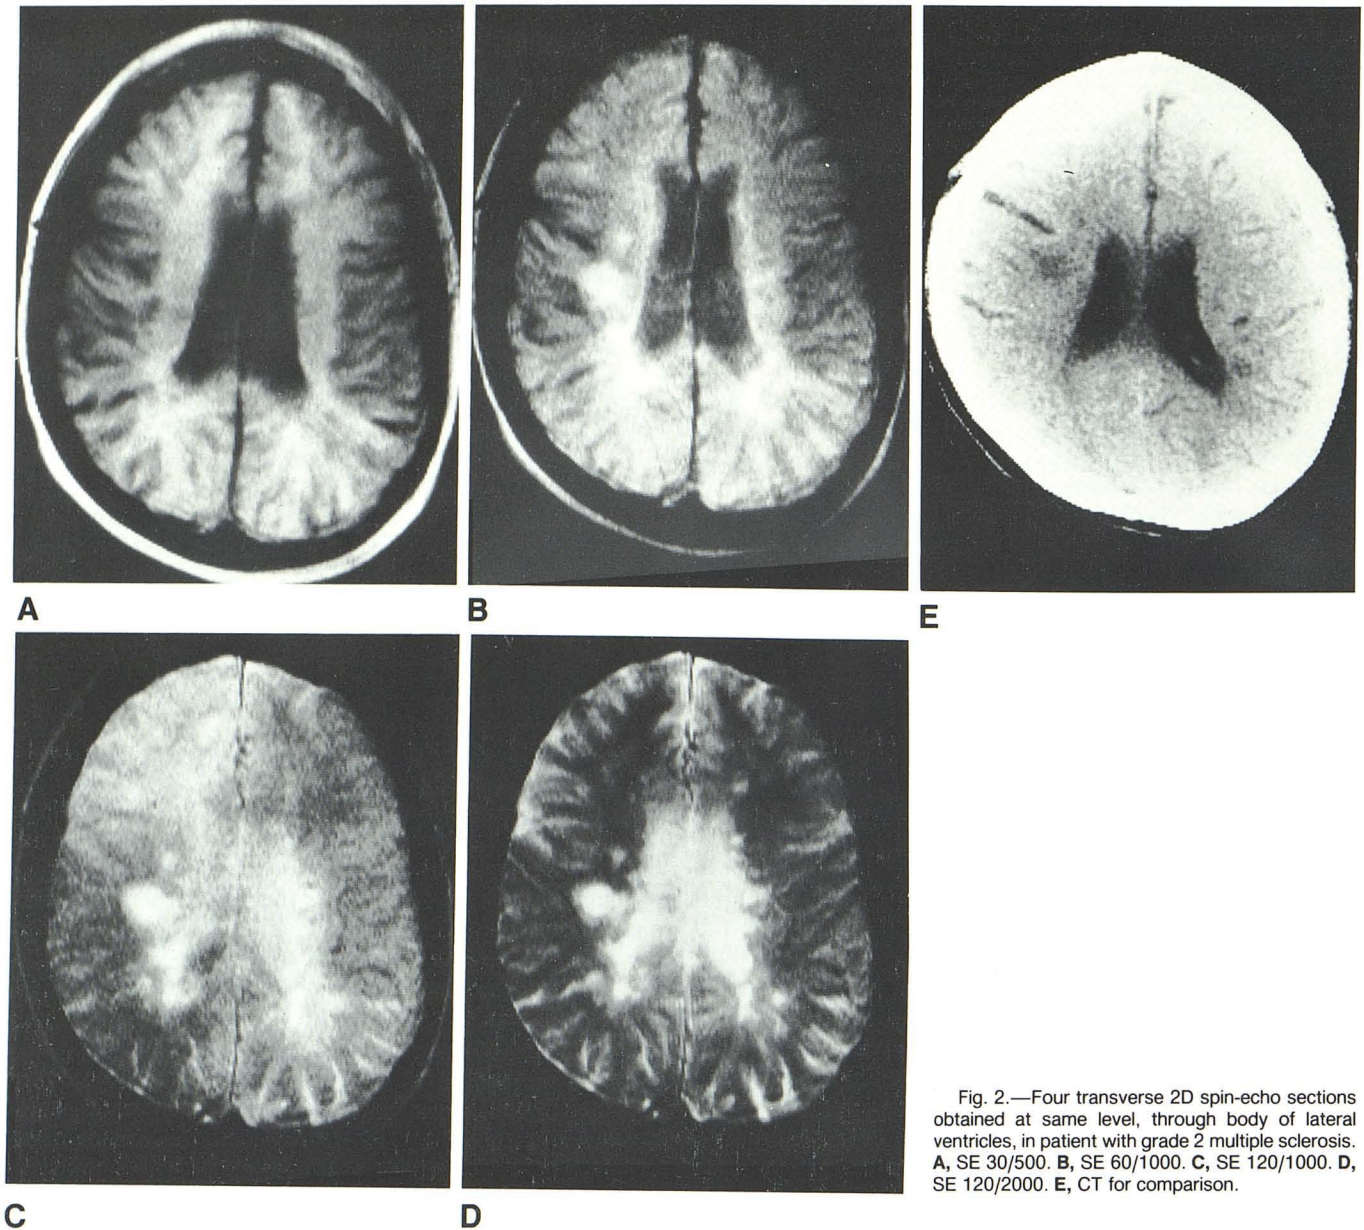 A
B
E
C
D
Fig. 2.—Four transverse 2D spin-echo sections
obtained at same level, through body of lateral
ventricles, in patient with grade 2 multiple sclerosis.
A, SE 30/500. B, SE 60/1000. C, SE 120/1000. D,
SE 120/2000. E, CT for comparison.